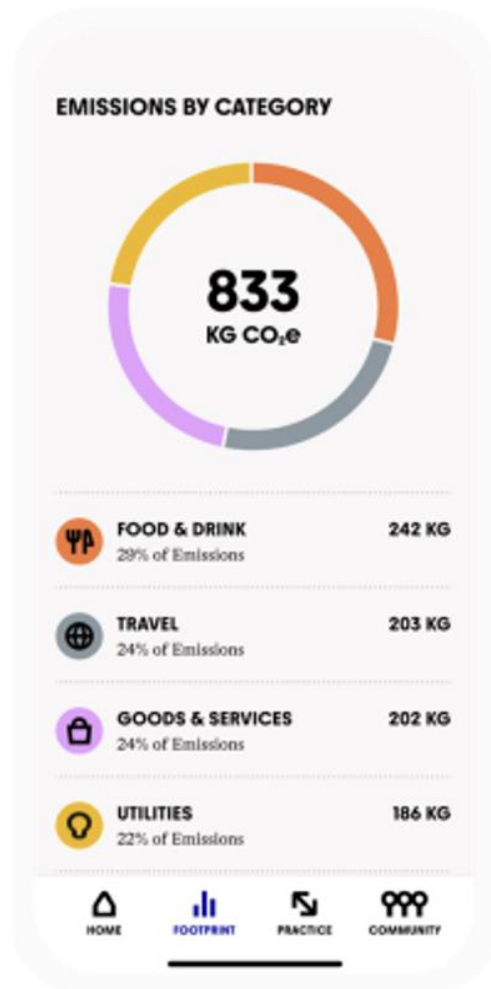 EMISSIONS BY CATEGORY
833
KG CO₂e
FOOD & DRINK 242 KG
29% of Emissions
TRAVEL 203 KG
24% of Emissions
GOODS & SERVICES 202 KG
24% of Emissions
UTILITIES 186 KG
22% of Emissions
HOME FOOTPRINT PRACTICE COMMUNITY